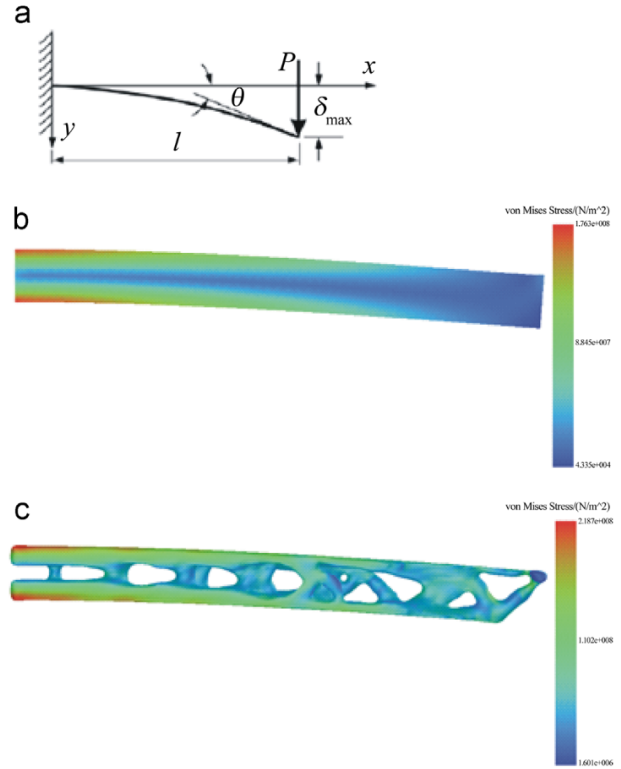 a
P
x
θ
δmax
y
l
b
von Mises Stress/(N/m^2)
1.763e+008
8.845e+007
4.335e+004
c
von Mises Stress/(N/m^2)
2.187e+008
1.102e+008
1.601e+006